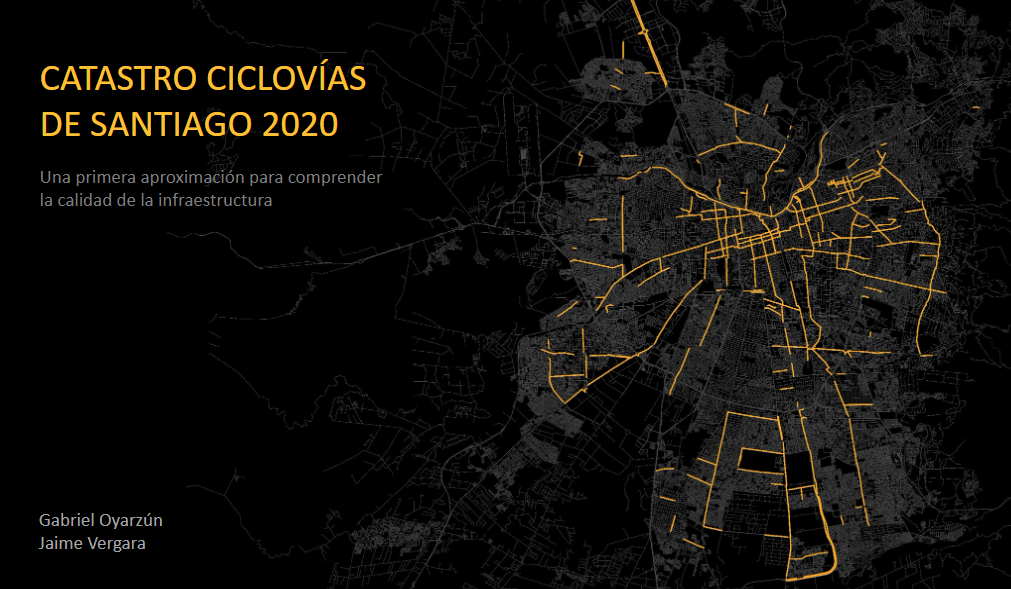 CATASTRO CICLOVÍAS
DE SANTIAGO 2020
Una primera aproximación para comprender
la calidad de la infraestructura
Gabriel Oyarzún
Jaime Vergara